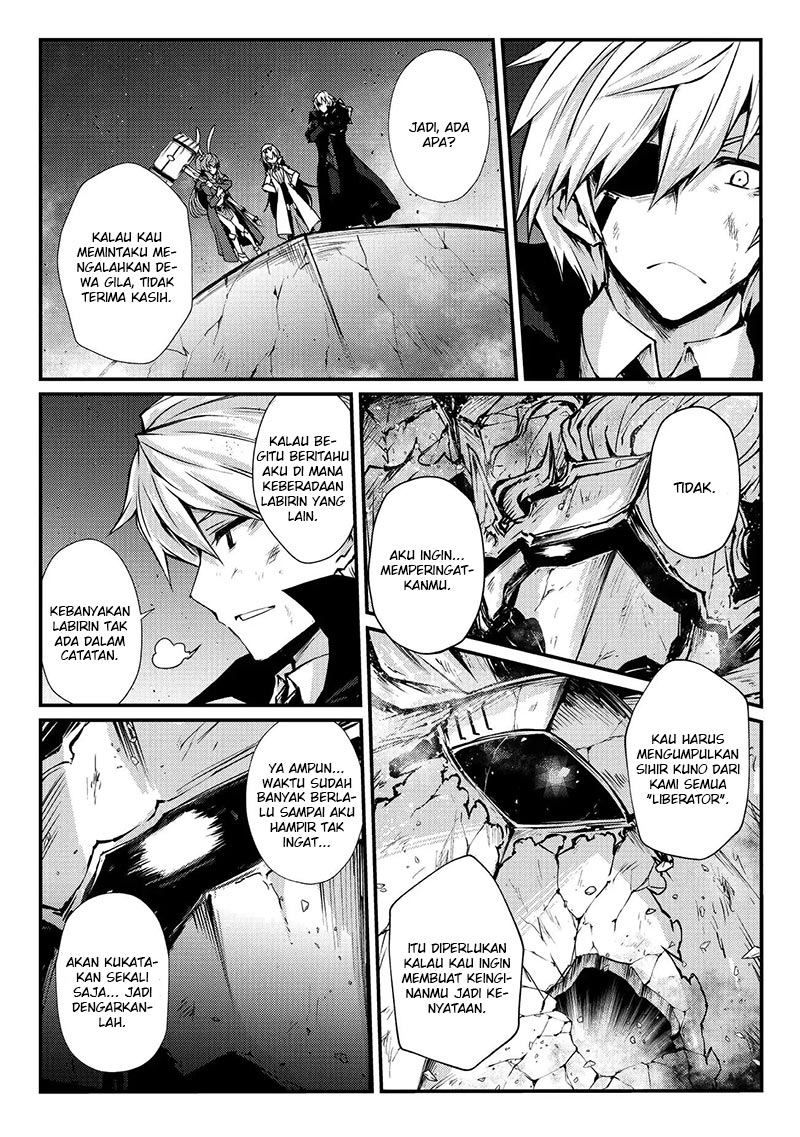 JADI, ADA
APA?
KALAU KAU
MEMINTAKU ME-
NGALAHKAN DE-
WA GILA, TIDAK
TERIMA KASIH.
TIDAK.
AKU INGIN...
MEMPERINGAT-
KANMU.
KALAU BE-
GITU BERITAHU
AKU DI MANA
KEBERADAAN
LABIRIN YANG
LAIN.
KEBANYAKAN
LABIRIN TAK
ADA DALAM
CATATAN.
KAU HARUS
MENGUMPULKAN
SIHIR KUNO DARI
KAMI SEMUA
"LIBERATOR".
ITU DIPERLUKAN
KALAU KAU INGIN
MEMBUAT KEINGI-
NANMU JADI KE-
NYATAAN.
YA AMPUN...
WAKTU SUDAH
BANYAK BERLA-
LU SAMPAI AKU
HAMPIR TAK
INGAT...
AKAN KUKATA-
KAN SEKALI
SAJA... JADI
DENGARKAN-
LAH.